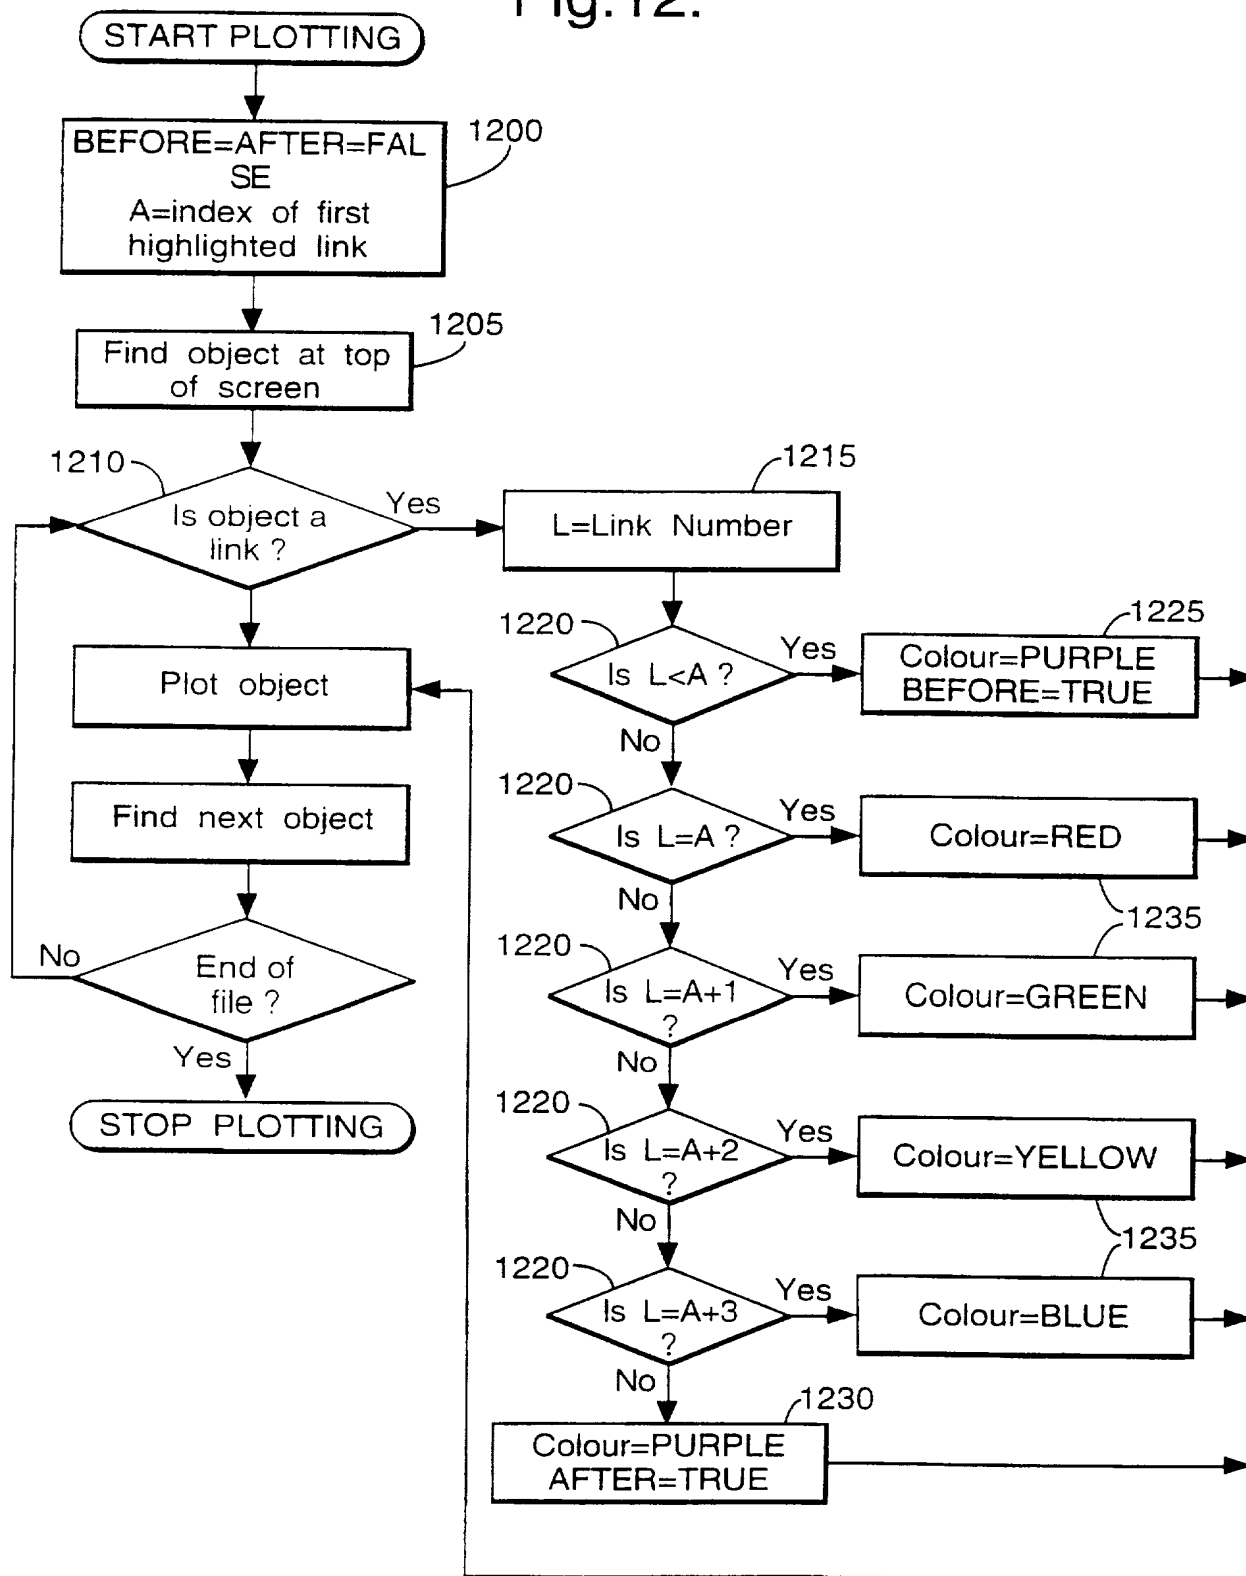 Fig.12.
START PLOTTING
BEFORE=AFTER=FAL
SE
A=index of first
highlighted link
1200
Find object at top
of screen
1205
1210
Is object a
link ?
Yes
L=Link Number
1215
Plot object
Find next object
End of
file ?
No
Yes
STOP PLOTTING
1220
Is L<A ?
Yes
No
Colour=PURPLE
BEFORE=TRUE
1225
1220
Is L=A ?
Yes
No
Colour=RED
1235
1220
Is L=A+1
?
Yes
No
Colour=GREEN
1220
Is L=A+2
?
Yes
No
Colour=YELLOW
1235
1220
Is L=A+3
?
Yes
No
Colour=BLUE
1230
Colour=PURPLE
AFTER=TRUE